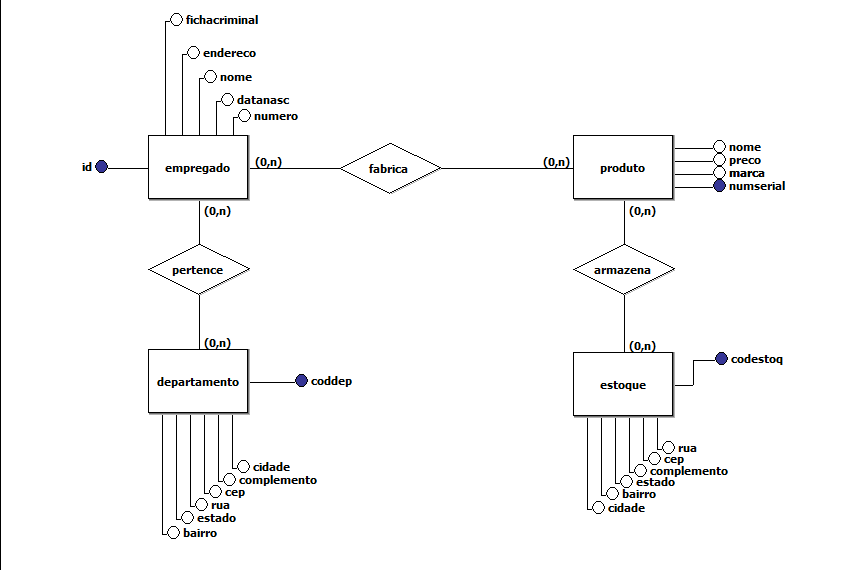 fichacriminal
endereco
nome
datanasc
numero
id
empregado
(0,n)
fabrica
(0,n)
produto
nome
preco
marca
numserial
(0,n)
(0,n)
pertence
armazena
(0,n)
(0,n)
departamento
coddep
estoque
codestoq
cidade
complemento
cep
rua
estado
bairro
rua
cep
complemento
estado
bairro
cidade